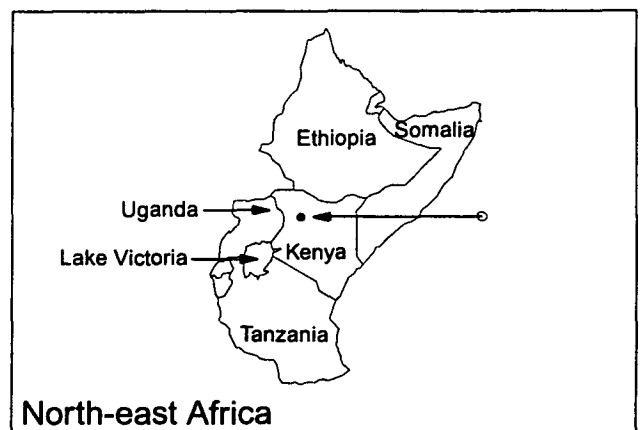 Ethiopia
Somalia
Uganda
Lake Victoria
Kenya
Tanzania
North-east Africa